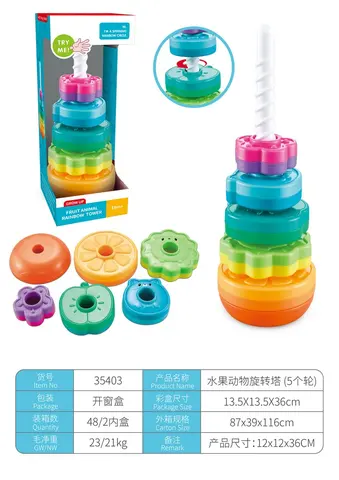 TRY ME!
GROW UP
FRUIT ANIMAL
RAINBOW TOWER
货号
Item No 35403 产品名称
Product Name 水果动物旋转塔 (5个轮)
包装
Package 开窗盒 彩盒尺寸
Package Size 13.5X13.5X36cm
装箱数
Quantity 48/2内盒 外箱规格
Carton Size 87x39x116cm
毛净重
GW/NW 23/21kg 备注
Remark 产品尺寸:12x12x36CM